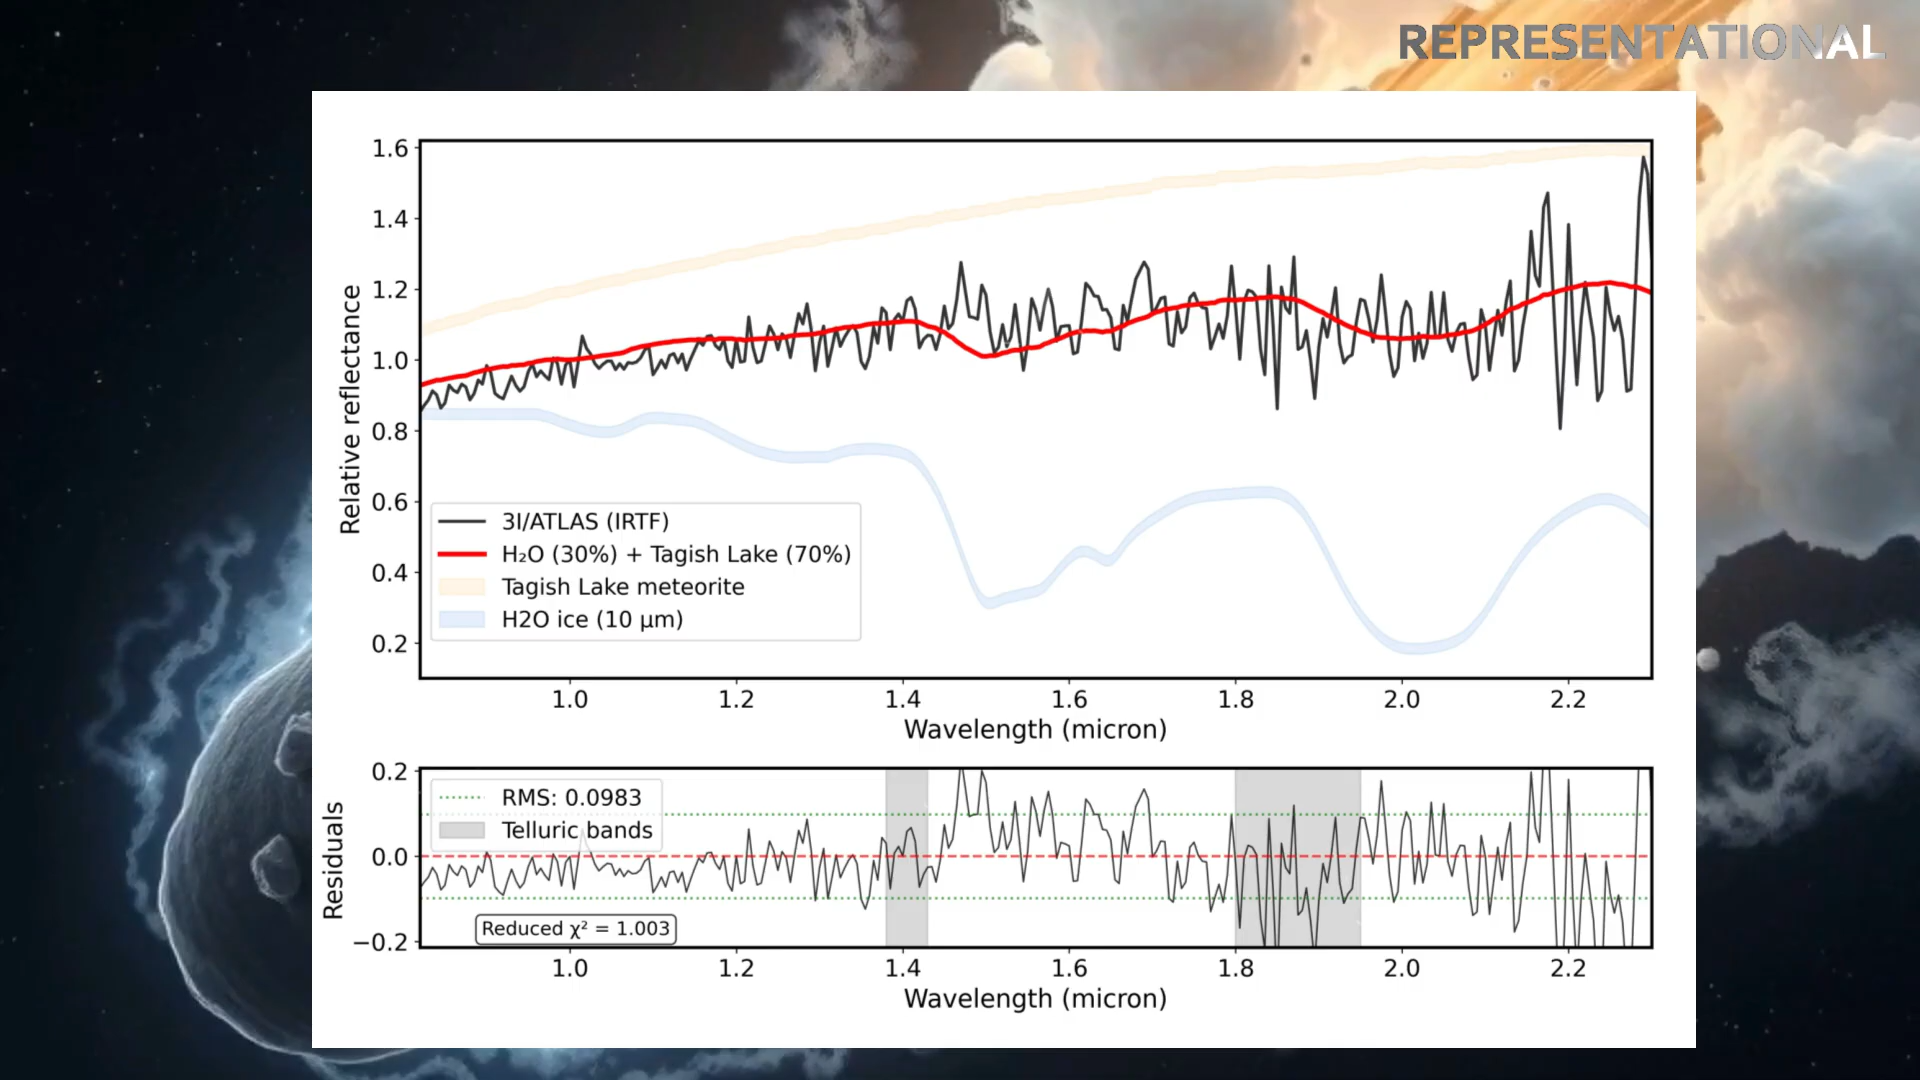 REPRESENTATIONAL
1.6
1.4
1.2
1.0
0.8
0.6
0.4
0.2
Relative reflectance
3I/ATLAS (IRTF)
H₂O (30%) + Tagish Lake (70%)
Tagish Lake meteorite
H2O ice (10 μm)
1.0 1.2 1.4 1.6 1.8 2.0 2.2
Wavelength (micron)
0.2
0.0
−0.2
Residuals
RMS: 0.0983
Telluric bands
Reduced χ² = 1.003
1.0 1.2 1.4 1.6 1.8 2.0 2.2
Wavelength (micron)